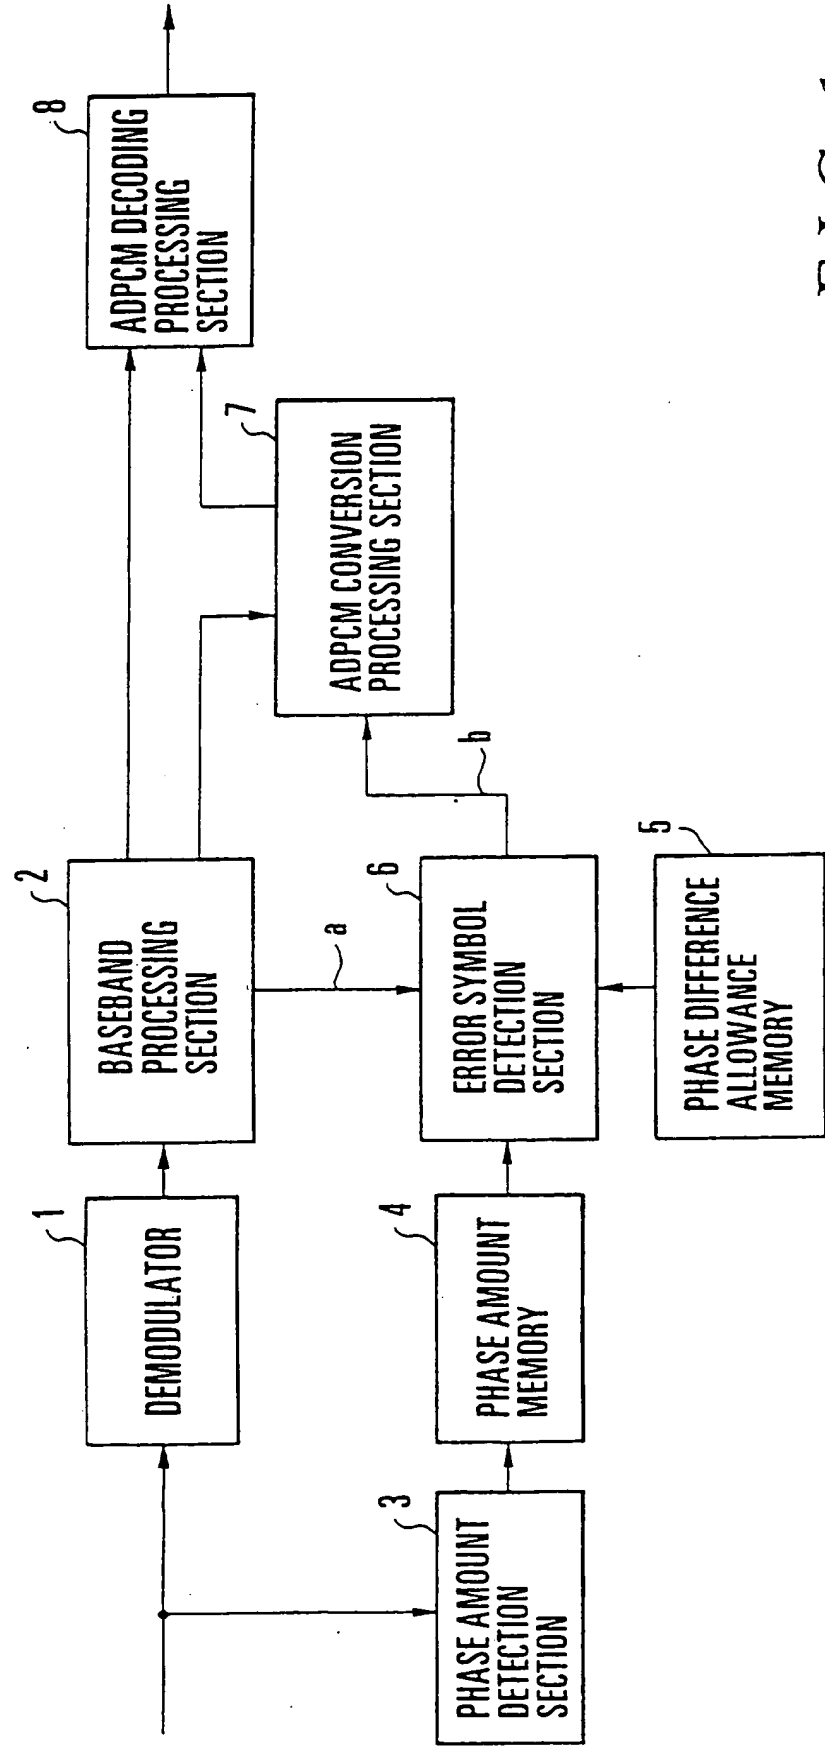 1
DEMODULATOR
2
BASEBAND
PROCESSING
SECTION
8
ADPCM DECODING
PROCESSING
SECTION
7
ADPCM CONVERSION
PROCESSING SECTION
a
b
3
PHASE AMOUNT
DETECTION
SECTION
4
PHASE AMOUNT
MEMORY
6
ERROR SYMBOL
DETECTION
SECTION
5
PHASE DIFFERENCE
ALLOWANCE
MEMORY